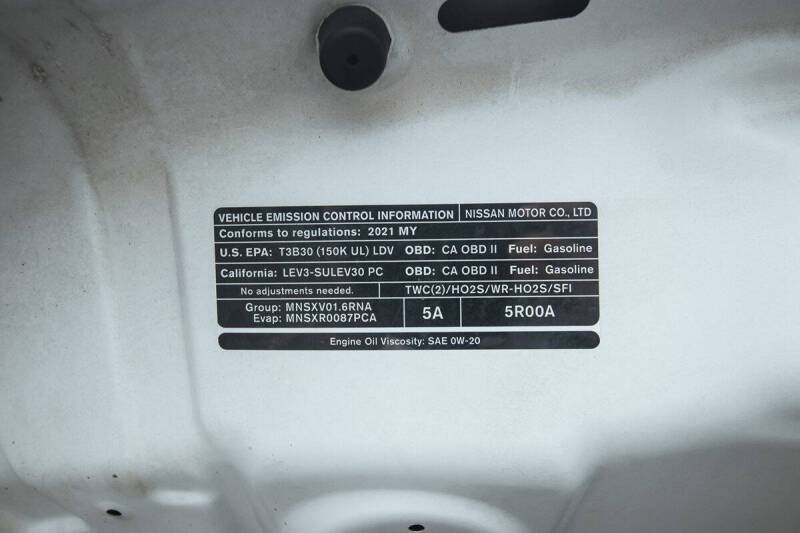 VEHICLE EMISSION CONTROL INFORMATION NISSAN MOTOR CO., LTD
Conforms to regulations: 2021 MY
U.S. EPA: T3B30 (150K UL) LDV OBD: CA OBD II Fuel: Gasoline
California: LEV3-SULEV30 PC OBD: CA OBD II Fuel: Gasoline
No adjustments needed. TWC(2)/HO2S/WR-HO2S/SFI
Group: MNSXV01.6RNA
Evap: MNSXR0087PCA
5A 5R00A
Engine Oil Viscosity: SAE 0W-20